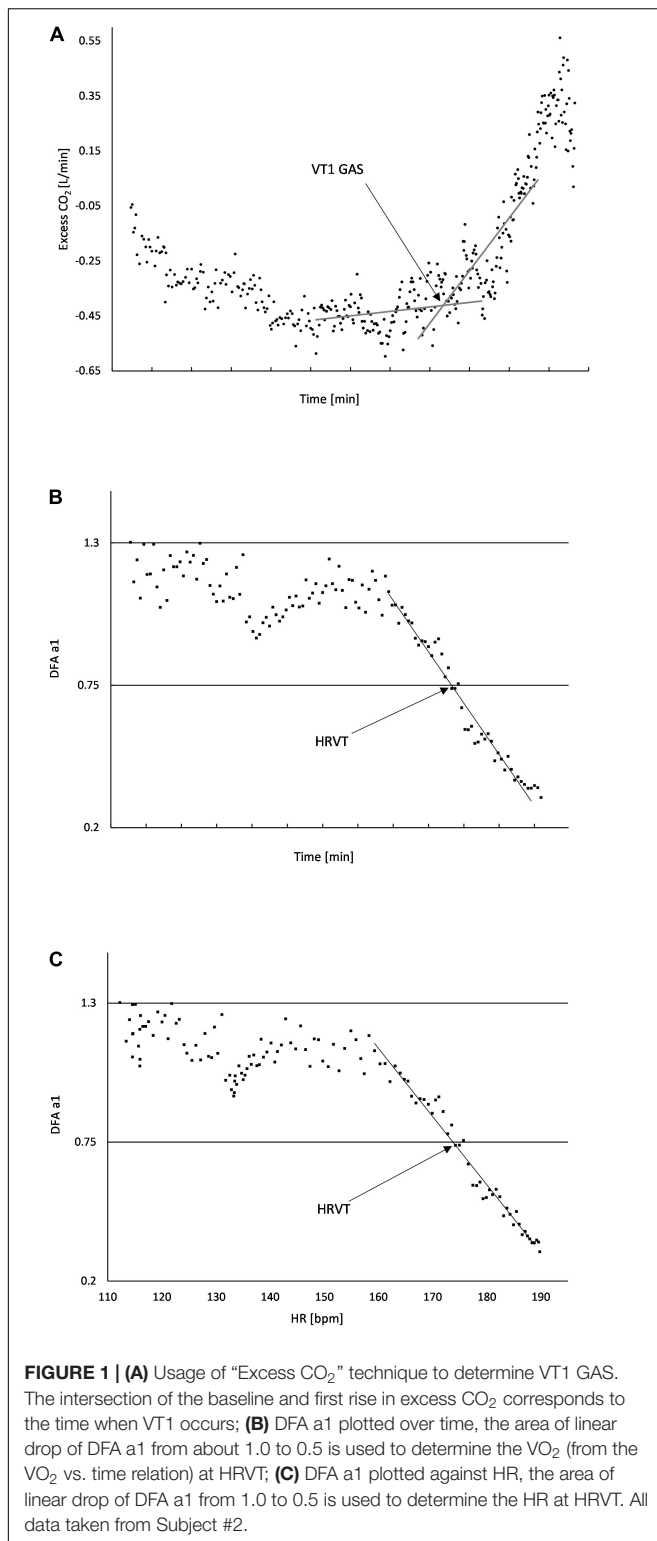 A
0.55
0.35
0.15
-0.05
-0.25
-0.45
-0.65
Excess CO₂ [L/min]
VT1 GAS
Time [min]
B
1.3
0.75
0.2
DFA a1
HRVT
Time [min]
C
1.3
0.75
0.2
DFA a1
HRVT
110 120 130 140 150 160 170 180 190
HR [bpm]
FIGURE 1 | (A) Usage of “Excess CO₂” technique to determine VT1 GAS.
The intersection of the baseline and first rise in excess CO₂ corresponds to
the time when VT1 occurs; (B) DFA a1 plotted over time, the area of linear
drop of DFA a1 from about 1.0 to 0.5 is used to determine the VO₂ (from the
VO₂ vs. time relation) at HRVT; (C) DFA a1 plotted against HR, the area of
linear drop of DFA a1 from 1.0 to 0.5 is used to determine the HR at HRVT. All
data taken from Subject #2.